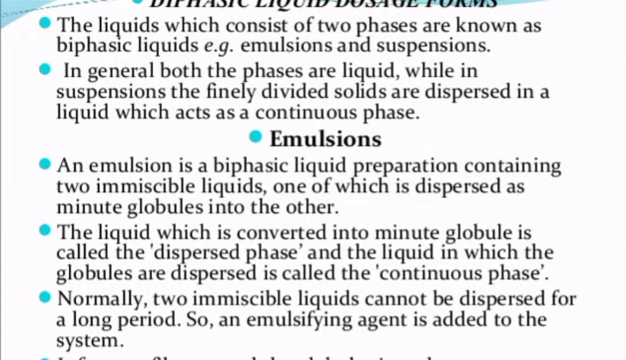 BIPHASIC LIQUID DOSAGE FORMS
The liquids which consist of two phases are known as
biphasic liquids e.g. emulsions and suspensions.
In general both the phases are liquid, while in
suspensions the finely divided solids are dispersed in a
liquid which acts as a continuous phase.
Emulsions
An emulsion is a biphasic liquid preparation containing
two immiscible liquids, one of which is dispersed as
minute globules into the other.
The liquid which is converted into minute globule is
called the 'dispersed phase' and the liquid in which the
globules are dispersed is called the 'continuous phase'.
Normally, two immiscible liquids cannot be dispersed for
a long period. So, an emulsifying agent is added to the
system.